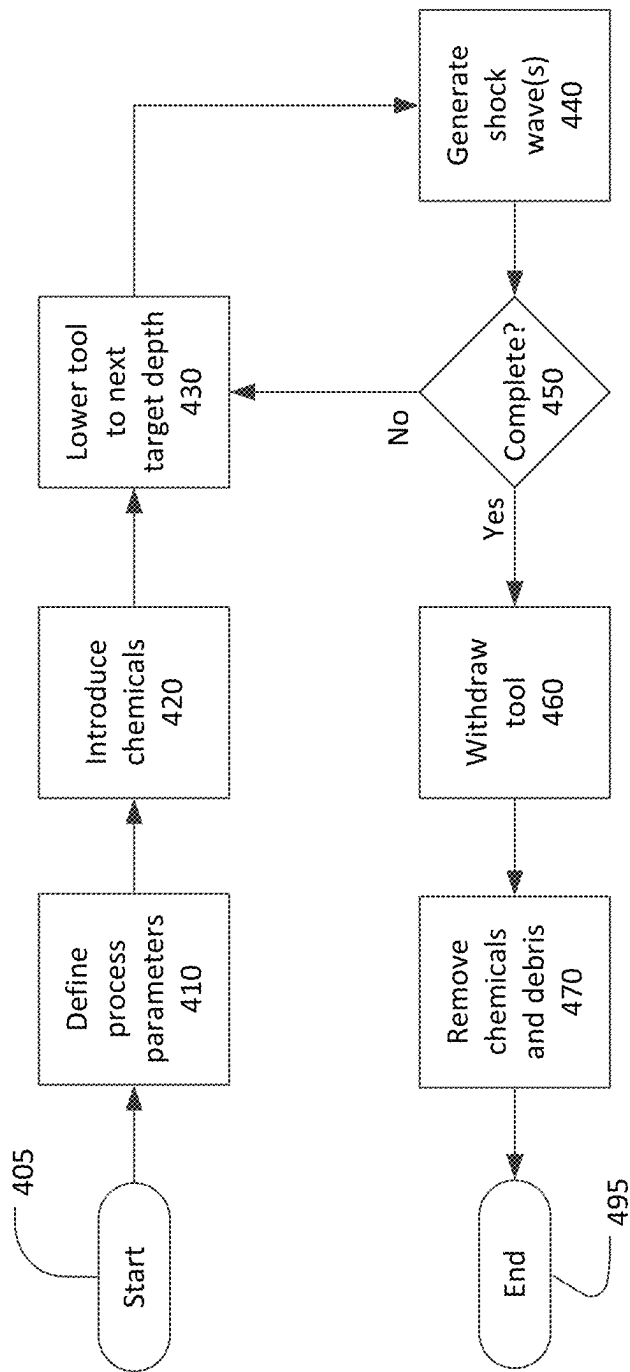 405
Start
Define
process
parameters
410
Introduce
chemicals
420
Lower tool
to next
target depth
430
Generate
shock
wave(s)
440
Complete?
450
No
Yes
Withdraw
tool
460
Remove
chemicals
and debris
470
End
495